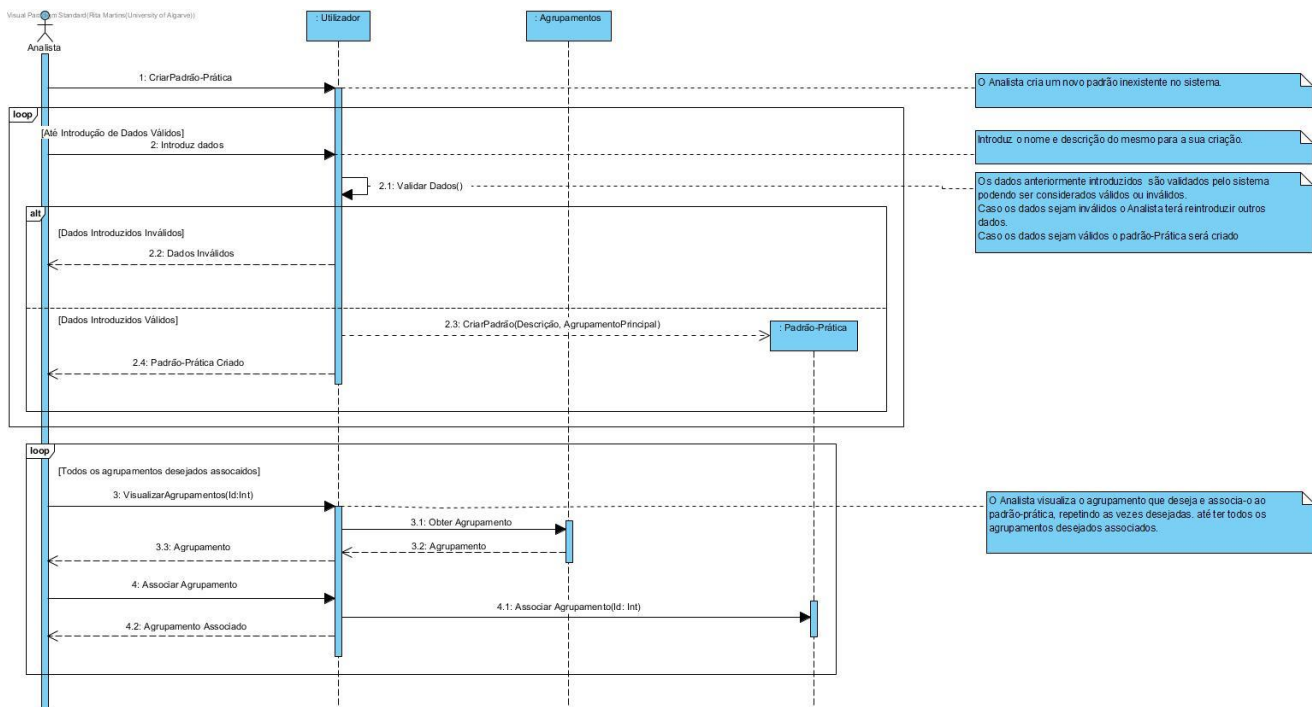 Visual Paradigm Standard(Rita Martins(University of Algarve))
Analista
: Utilizador
: Agrupamentos
1: CriarPadrão-Prática
O Analista cria um novo padrão inexistente no sistema.
loop
[Até Introdução de Dados Válidos]
2: Introduz dados
Introduz o nome e descrição do mesmo para a sua criação.
2.1: Validar Dados()
Os dados anteriormente introduzidos são validados pelo sistema
podendo ser considerados válidos ou inválidos.
Caso os dados sejam inválidos o Analista terá reintroduzir outros
dados.
Caso os dados sejam válidos o padrão-Prática será criado
alt
[Dados Introduzidos Inválidos]
2.2: Dados Inválidos
[Dados Introduzidos Válidos]
2.3: CriarPadrão(Descrição, AgrupamentoPrincipal)
: Padrão-Prática
2.4: Padrão-Prática Criado
loop
[Todos os agrupamentos desejados assocaidos]
3: VisualizarAgrupamentos(Id:Int)
O Analista visualiza o agrupamento que deseja e associa-o ao
padrão-prática, repetindo as vezes desejadas. até ter todos os
agrupamentos desejados associados.
3.1: Obter Agrupamento
3.2: Agrupamento
3.3: Agrupamento
4: Associar Agrupamento
4.1: Associar Agrupamento(Id: Int)
4.2: Agrupamento Associado